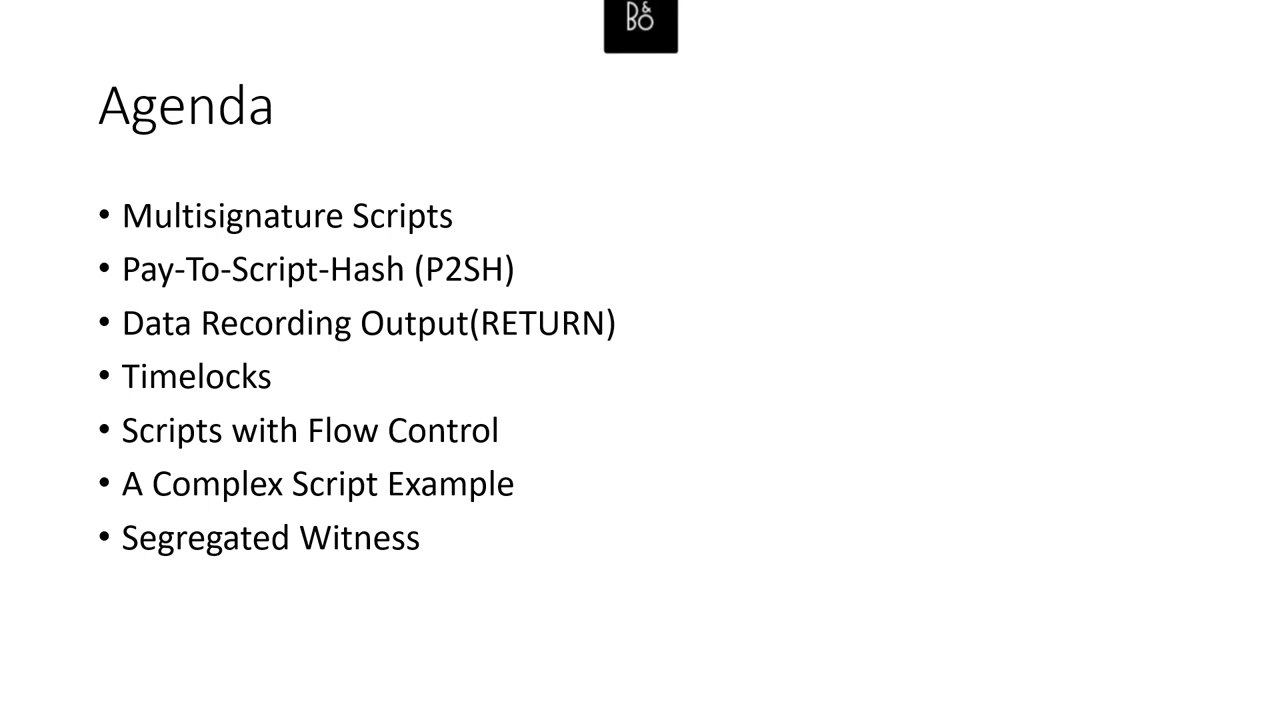 D&
BO
Agenda
• Multisignature Scripts
• Pay-To-Script-Hash (P2SH)
• Data Recording Output(RETURN)
• Timelocks
• Scripts with Flow Control
• A Complex Script Example
• Segregated Witness